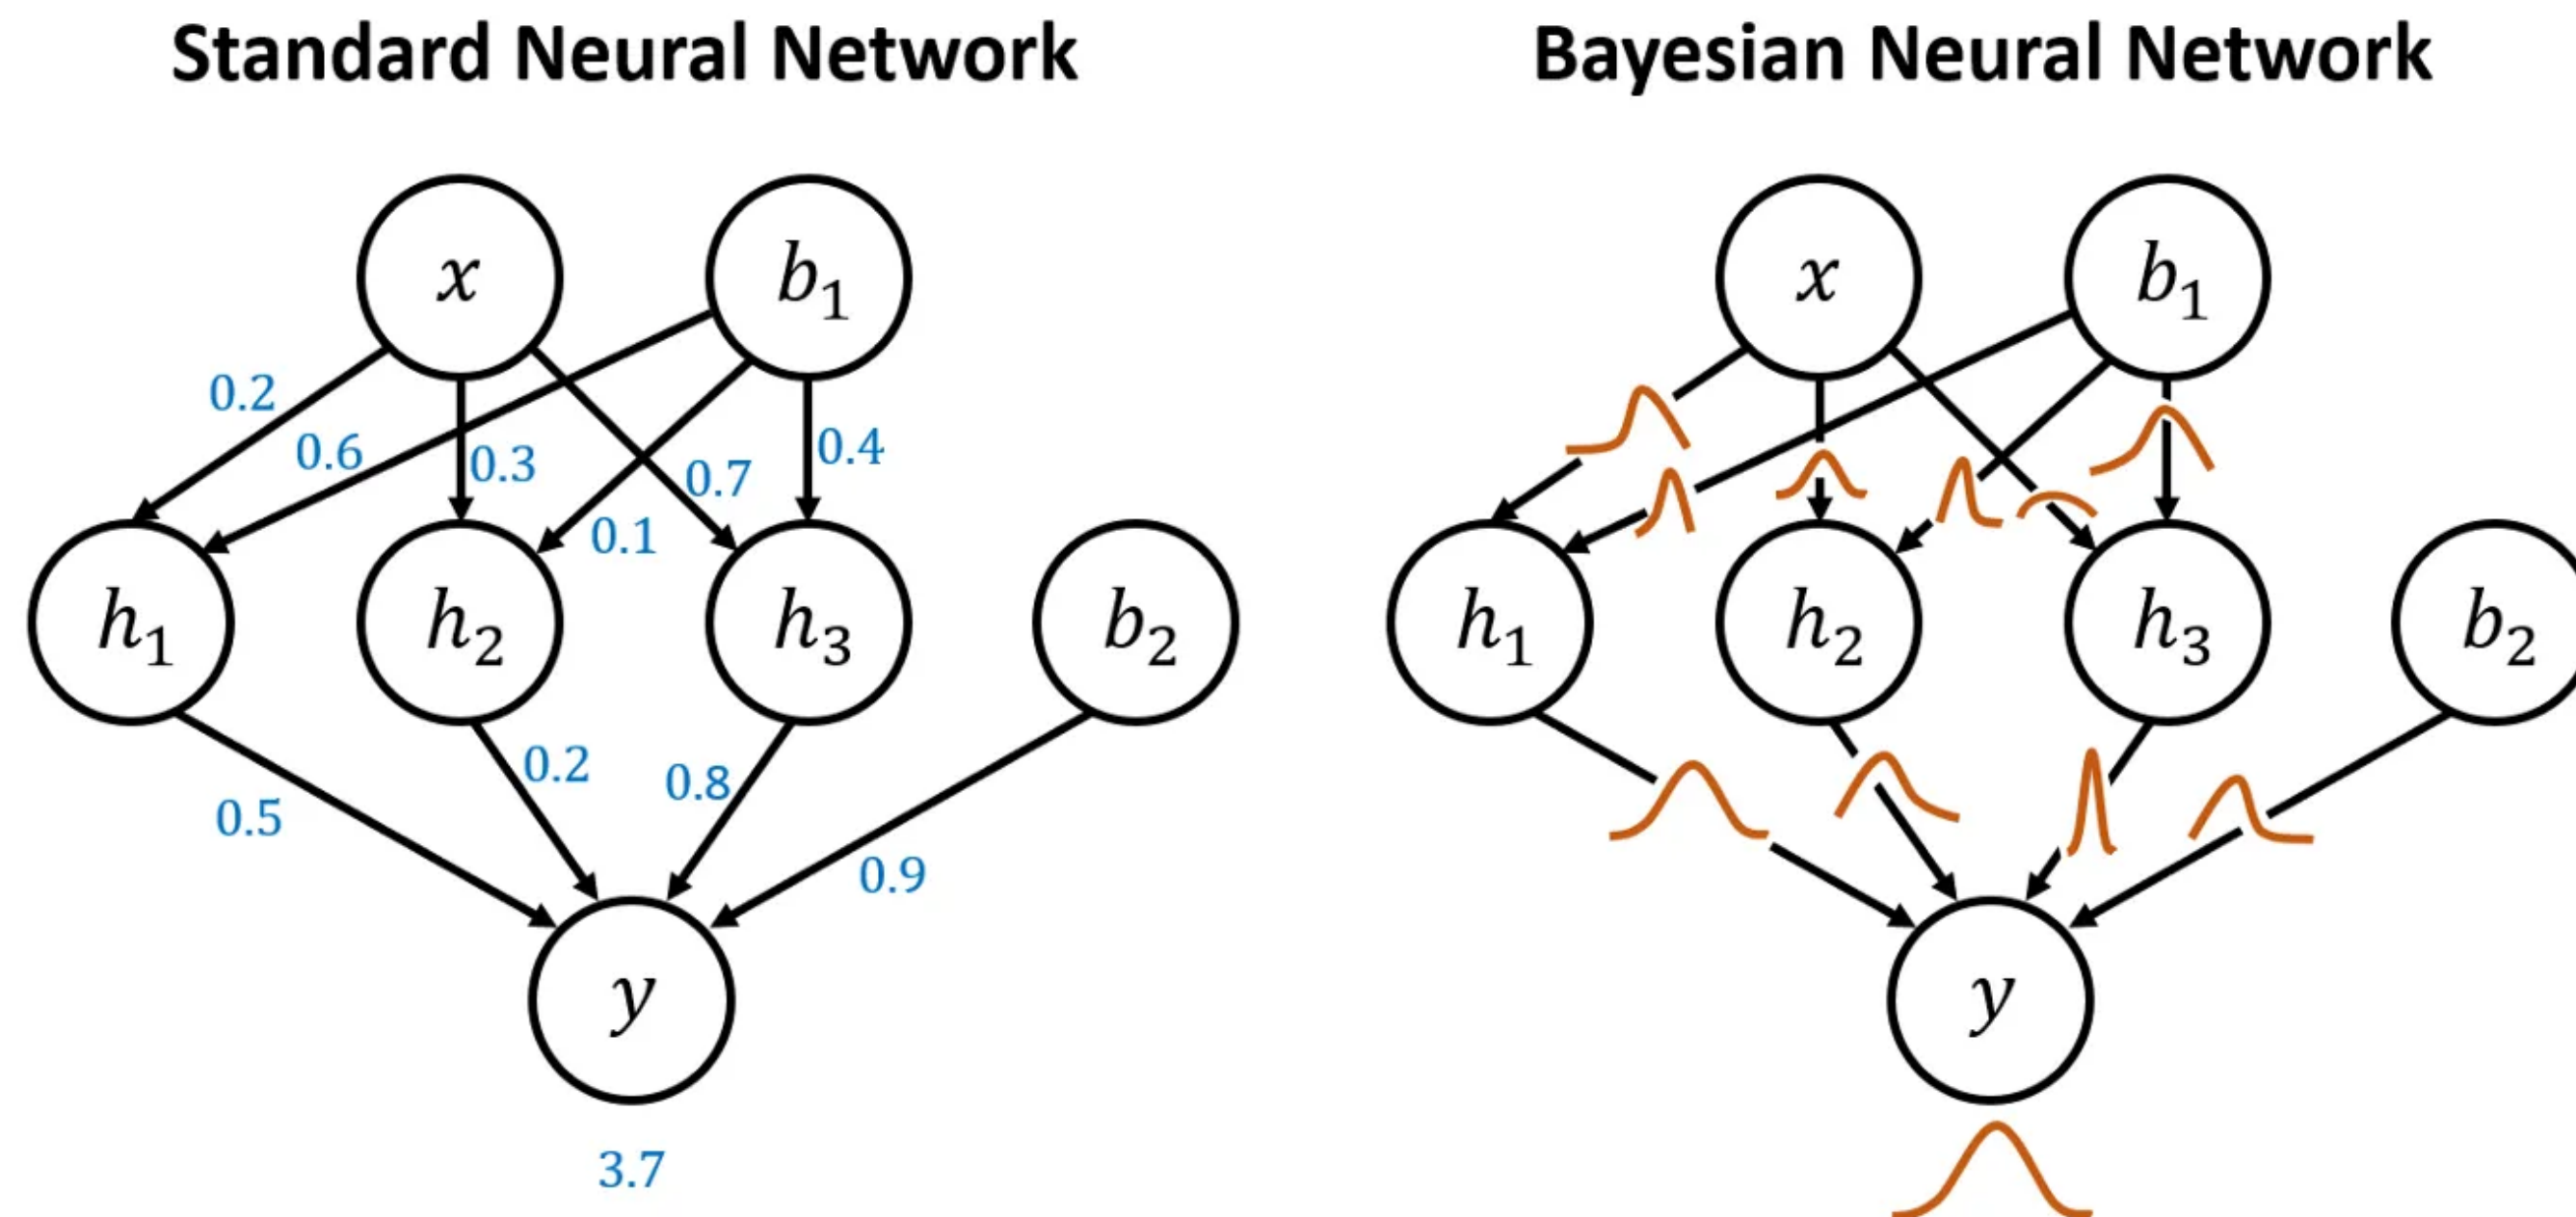 Standard Neural Network
Bayesian Neural Network
x b₁
x b₁
0.2
0.6
0.3
0.7
0.4
0.1
h₁ h₂ h₃ b₂
h₁ h₂ h₃ b₂
0.5
0.2
0.8
0.9
y
y
3.7